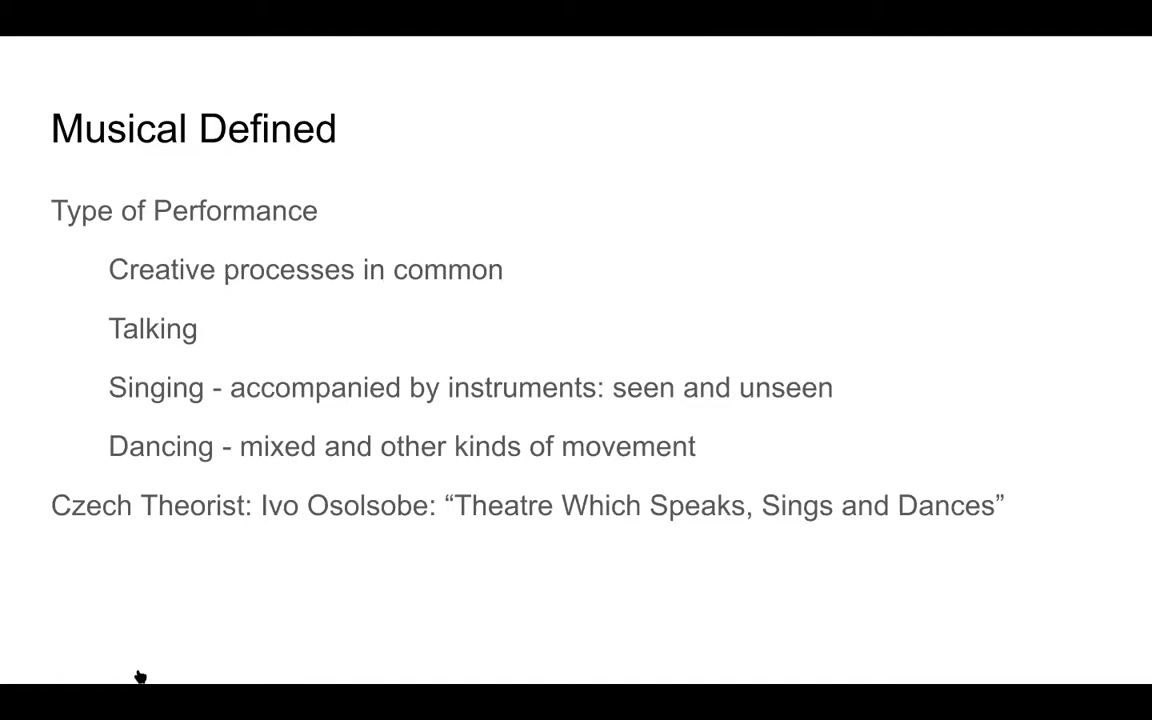 Musical Defined
Type of Performance
Creative processes in common
Talking
Singing - accompanied by instruments: seen and unseen
Dancing - mixed and other kinds of movement
Czech Theorist: Ivo Osolsobe: “Theatre Which Speaks, Sings and Dances”